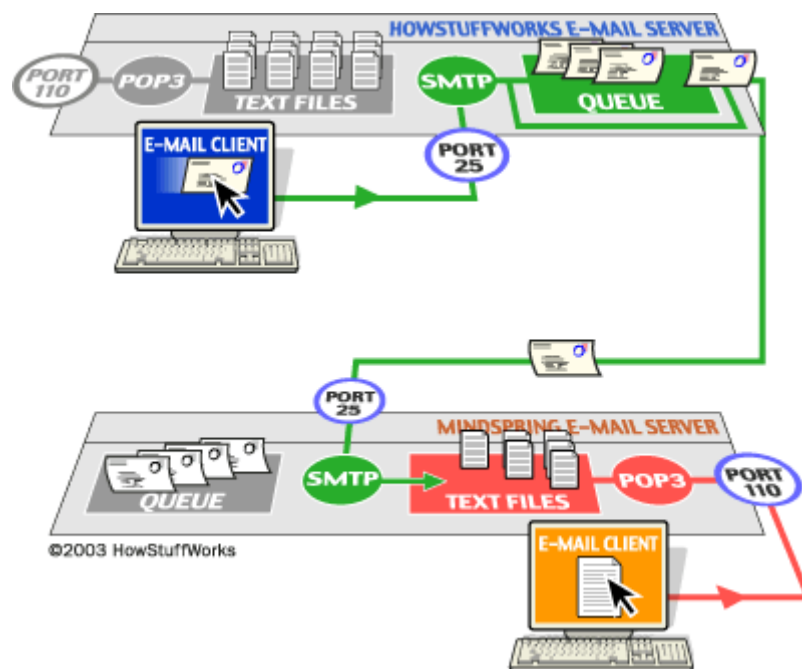 HOWSTUFFWORKS E-MAIL SERVER
PORT
110
POP3
TEXT FILES
SMTP
QUEUE
E-MAIL CLIENT
PORT
25
PORT
25
MINDSPRING E-MAIL SERVER
QUEUE
SMTP
TEXT FILES
POP3
PORT
110
©2003 HowStuffWorks
E-MAIL CLIENT